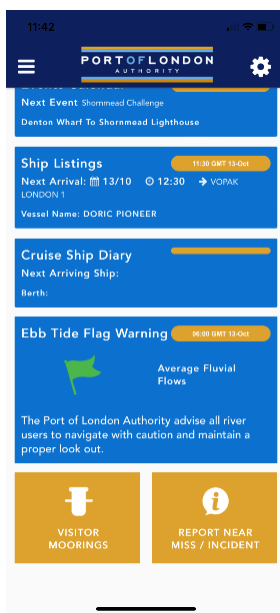 11:42
PORTOFLONDON
AUTHORITY
Events Calendar
Next Event Shornmead Challenge
Denton Wharf To Shornmead Lighthouse
Ship Listings
11:30 GMT 13-Oct
Next Arrival: 13/10 12:30 VOPAK
LONDON 1
Vessel Name: DORIC PIONEER
Cruise Ship Diary
Next Arriving Ship:
Berth:
Ebb Tide Flag Warning
06:00 GMT 13-Oct
Average Fluvial
Flows
The Port of London Authority advise all river
users to navigate with caution and maintain a
proper look out.
VISITOR
MOORINGS
REPORT NEAR
MISS / INCIDENT